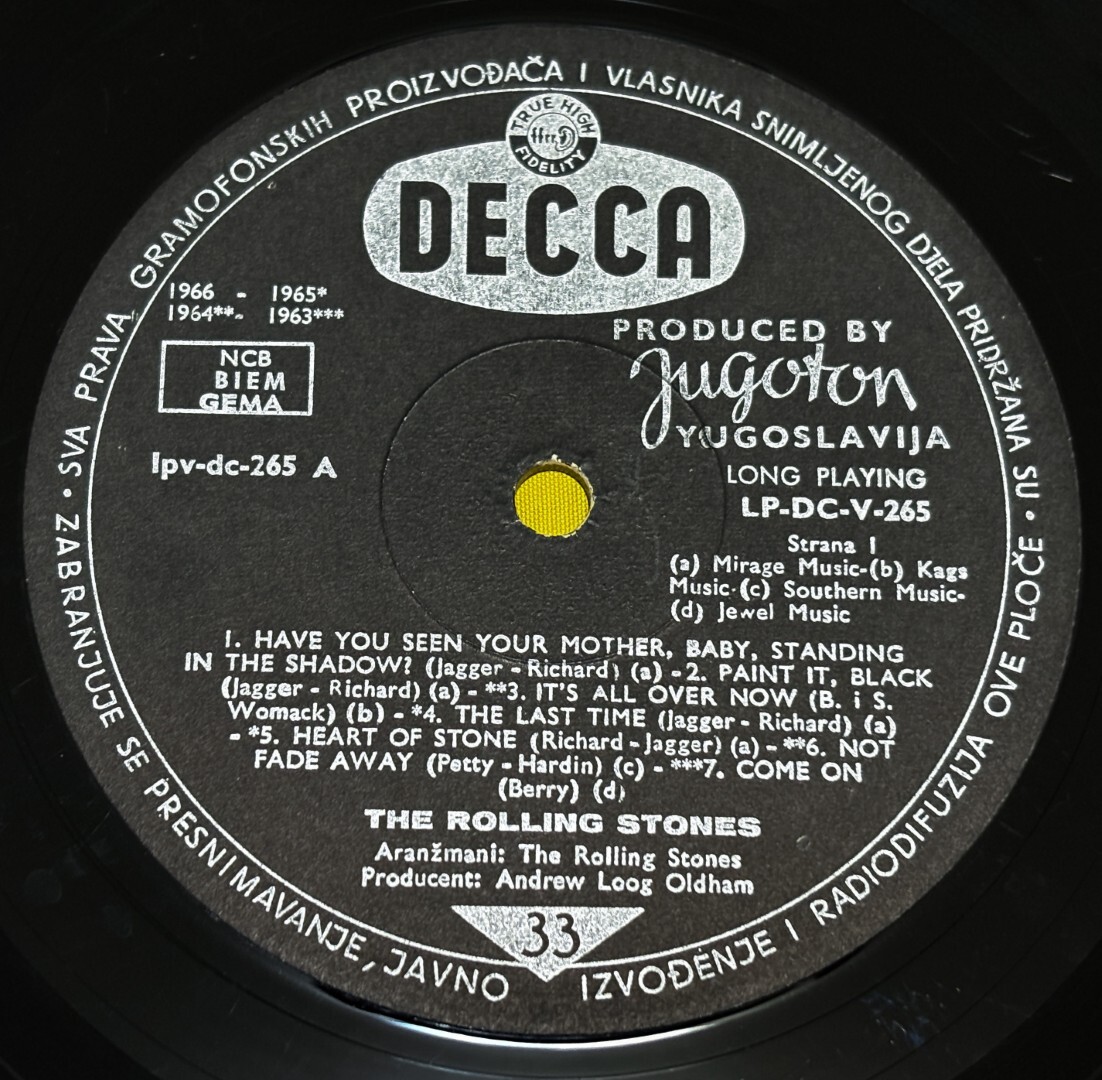 SVA PRAVA GRAMOFONSKIH PROIZVOĐAČA I VLASNIKA SNIMLJENOG DJELA PRIDRŽANA SU · ZABRANJUJE SE PRESNIMAVANJE, JAVNO IZVOĐENJE I RADIODIFUZIJA OVE PLOČE ·
TRUE HIGH
ffrr
FIDELITY
DECCA
1966 - 1965*
1964**- 1963***
NCB
BIEM
GEMA
lpv-dc-265 A
PRODUCED BY
Jugoton
YUGOSLAVIJA
LONG PLAYING
LP-DC-V-265
Strana I
(a) Mirage Music-(b) Kags
Music-(c) Southern Music-
(d) Jewel Music
1. HAVE YOU SEEN YOUR MOTHER, BABY, STANDING
IN THE SHADOW? (Jagger - Richard) (a) -2. PAINT IT, BLACK
(Jagger - Richard) (a) - **3. IT'S ALL OVER NOW (B. i S.
Womack) (b) - *4. THE LAST TIME (Jagger - Richard) (a)
- *5. HEART OF STONE (Richard - Jagger) (a) - **6. NOT
FADE AWAY (Petty - Hardin) (c) - ***7. COME ON
(Berry) (d)
THE ROLLING STONES
Aranžmani: The Rolling Stones
Producent: Andrew Loog Oldham
33